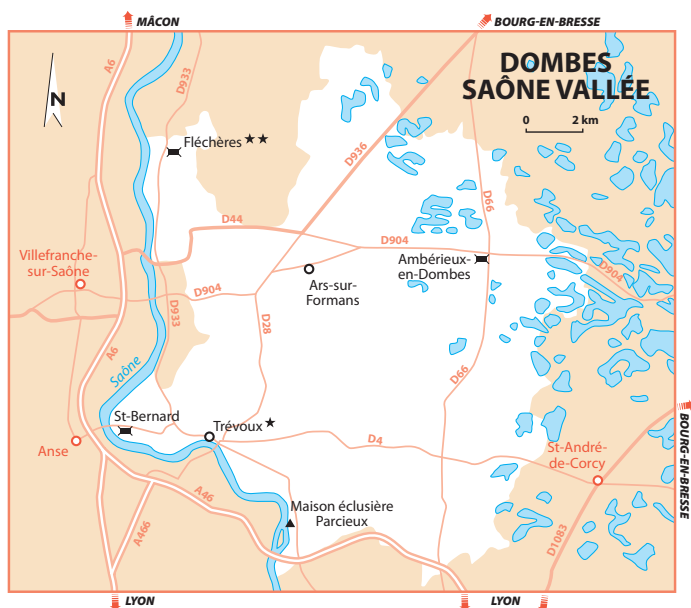 MÂCON
BOURG-EN-BRESSE
DOMBES
SAÔNE VALLÉE
0 2 km
N
A6
D933
Fléchères ★★
D936
D66
D44
D904
Villefranche-
sur-Saône
Ambérieux-
en-Dombes
D904
Ars-sur-
Formans
D904
D933
D28
A6
Saône
D66
St-Bernard
Trévoux ★
D4
Anse
St-André-
de-Corcy
BOURG-EN-BRESSE
A46
Maison éclusière
Parcieux
A466
D1083
LYON
LYON